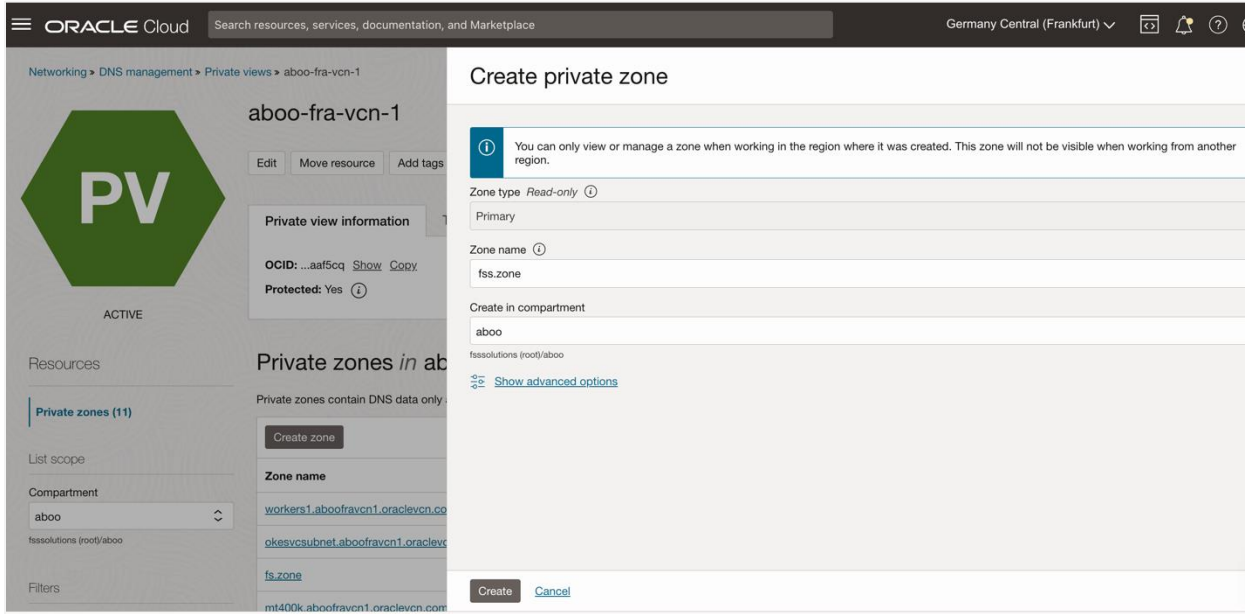 ORACLE Cloud
Search resources, services, documentation, and Marketplace
Germany Central (Frankfurt)
Networking » DNS management » Private views » aboo-fra-vcn-1
PV
ACTIVE
aboo-fra-vcn-1
Edit Move resource Add tags
Private view information
OCID: ...aaf5cq Show Copy
Protected: Yes
Resources
Private zones (11)
List scope
Compartment
aboo
fsssolutions (root)/aboo
Filters
Private zones in ab
Private zones contain DNS data only
Create zone
Zone name
workers1.aboofravcn1.oraclevcn.co
okesvcsubnet.aboofravcn1.oraclevc
fs.zone
mt400k.aboofravcn1.oraclevcn.com
Create private zone
You can only view or manage a zone when working in the region where it was created. This zone will not be visible when working from another
region.
Zone type Read-only
Primary
Zone name
fss.zone
Create in compartment
aboo
fsssolutions (root)/aboo
Show advanced options
Create Cancel